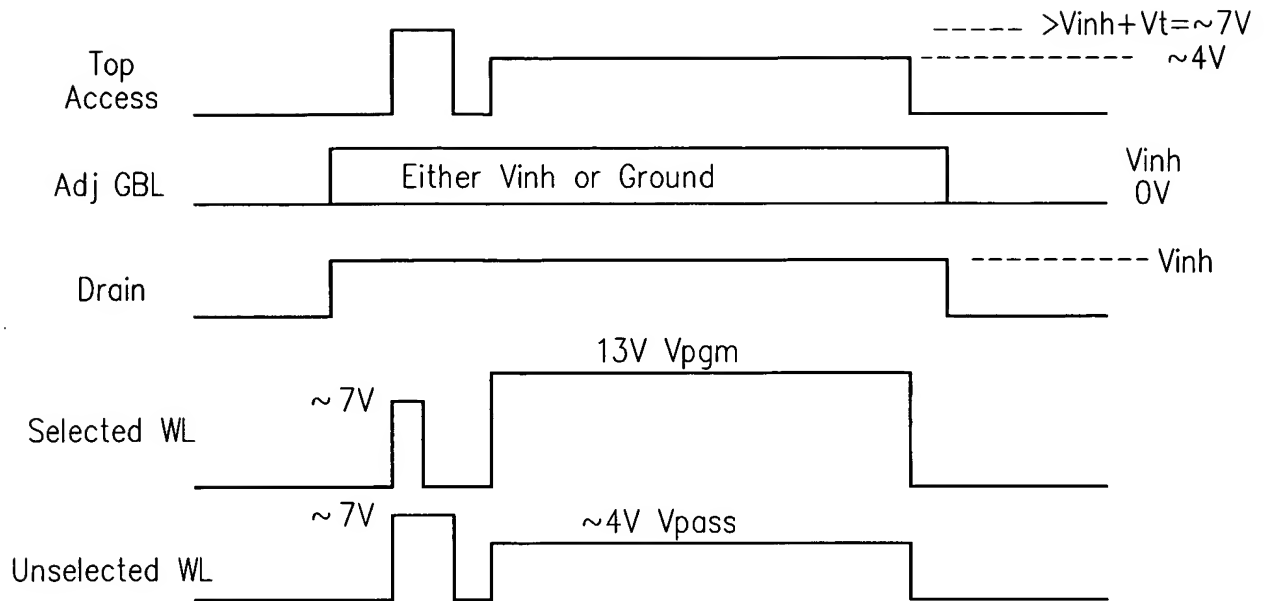 >Vinh+Vt=~7V
~4V
Top
Access
Adj GBL
Either Vinh or Ground
Vinh
0V
Drain
Vinh
13V Vpgm
~7V
Selected WL
~7V
~4V Vpass
Unselected WL